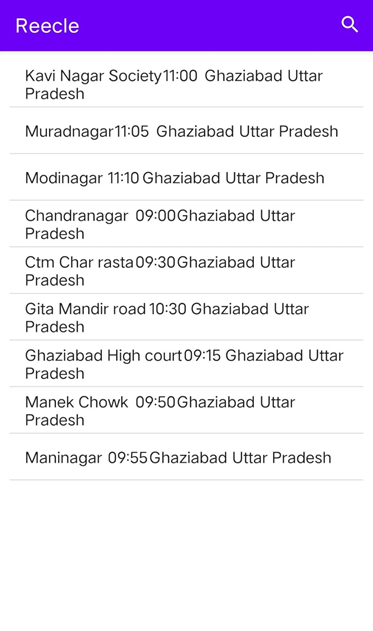 Reecle
Kavi Nagar Society11:00 Ghaziabad Uttar
Pradesh
Muradnagar11:05 Ghaziabad Uttar Pradesh
Modinagar 11:10 Ghaziabad Uttar Pradesh
Chandranagar 09:00Ghaziabad Uttar
Pradesh
Ctm Char rasta09:30Ghaziabad Uttar
Pradesh
Gita Mandir road 10:30 Ghaziabad Uttar
Pradesh
Ghaziabad High court09:15 Ghaziabad Uttar
Pradesh
Manek Chowk 09:50Ghaziabad Uttar
Pradesh
Maninagar 09:55Ghaziabad Uttar Pradesh